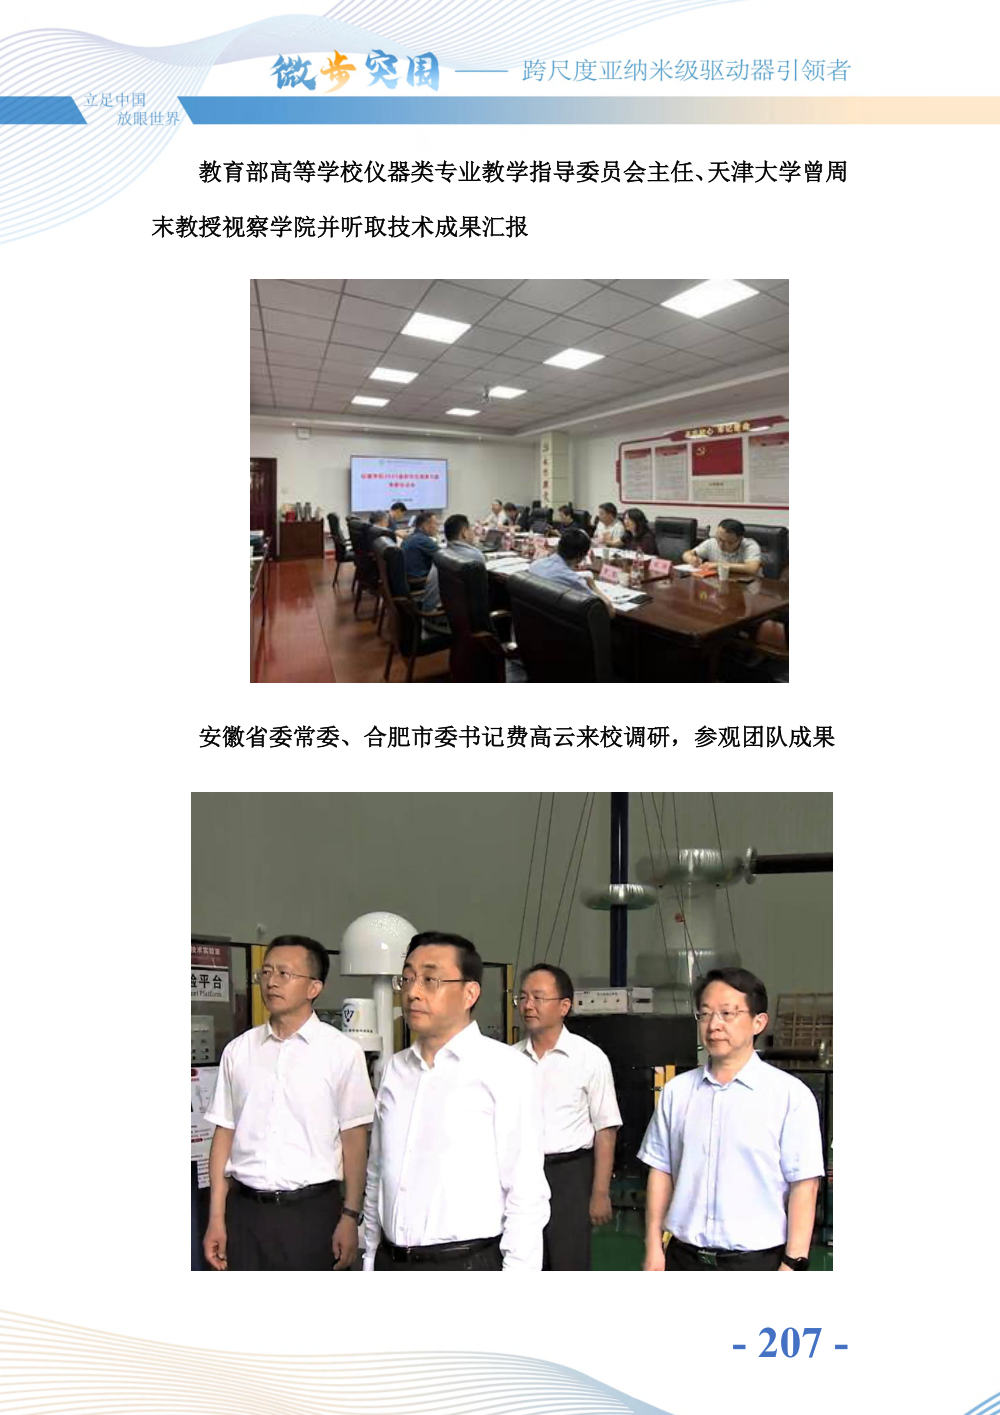 微步突围 —— 跨尺度亚纳米级驱动器引领者
立足中国
放眼世界
教育部高等学校仪器类专业教学指导委员会主任、天津大学曾周
末教授视察学院并听取技术成果汇报
安徽省委常委、合肥市委书记费高云来校调研，参观团队成果
技术实验室
验平台
- 207 -